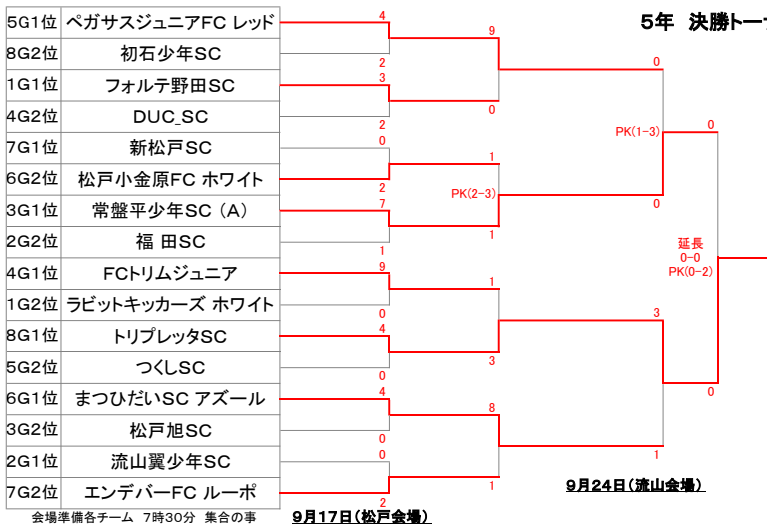 5年 決勝トーナ
5G1位 ペガサスジュニアFC レッド
8G2位 初石少年SC
1G1位 フォルテ野田SC
4G2位 DUC_SC
7G1位 新松戸SC
6G2位 松戸小金原FC ホワイト
3G1位 常盤平少年SC (A)
2G2位 福 田SC
4G1位 FCトリムジュニア
1G2位 ラビットキッカーズ ホワイト
8G1位 トリプレッタSC
5G2位 つくしSC
6G1位 まつひだいSC アズール
3G2位 松戸旭SC
2G1位 流山翼少年SC
7G2位 エンデバーFC ルーポ
4
2
3
2
0
2
7
1
9
0
4
0
4
0
0
2
9
0
1
PK(2-3)
1
1
3
8
1
0
PK(1-3)
0
3
1
0
延長
0-0
PK(0-2)
0
会場準備各チーム 7時30分 集合の事
9月17日(松戸会場)
9月24日(流山会場)